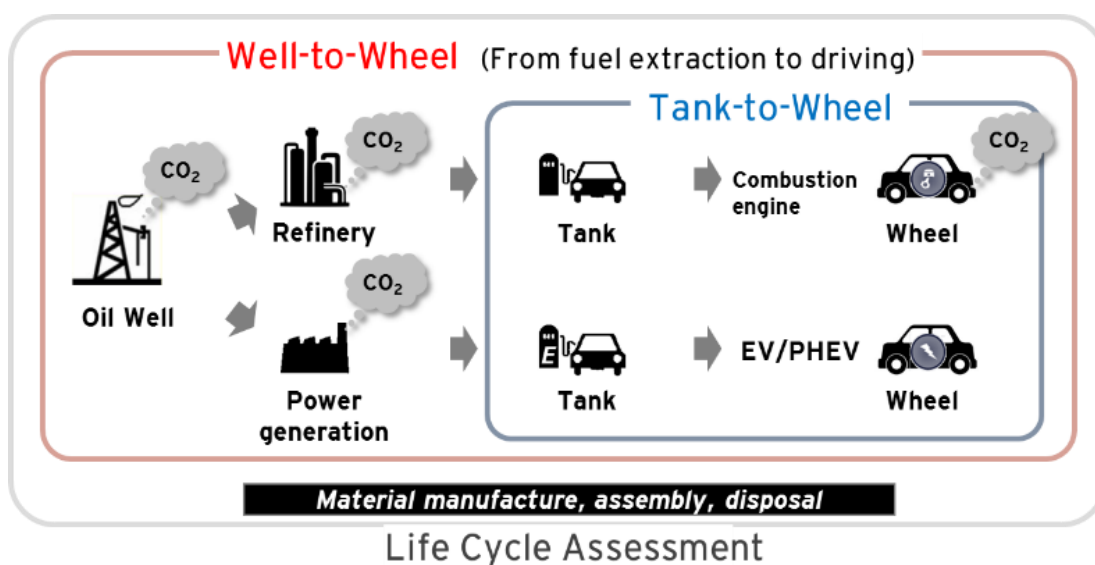 Well-to-Wheel (From fuel extraction to driving)
Tank-to-Wheel
CO₂
CO₂
CO₂
Oil Well
Refinery
Tank
Combustion
engine
Wheel
CO₂
Power
generation
E
Tank
EV/PHEV
Wheel
Material manufacture, assembly, disposal
Life Cycle Assessment